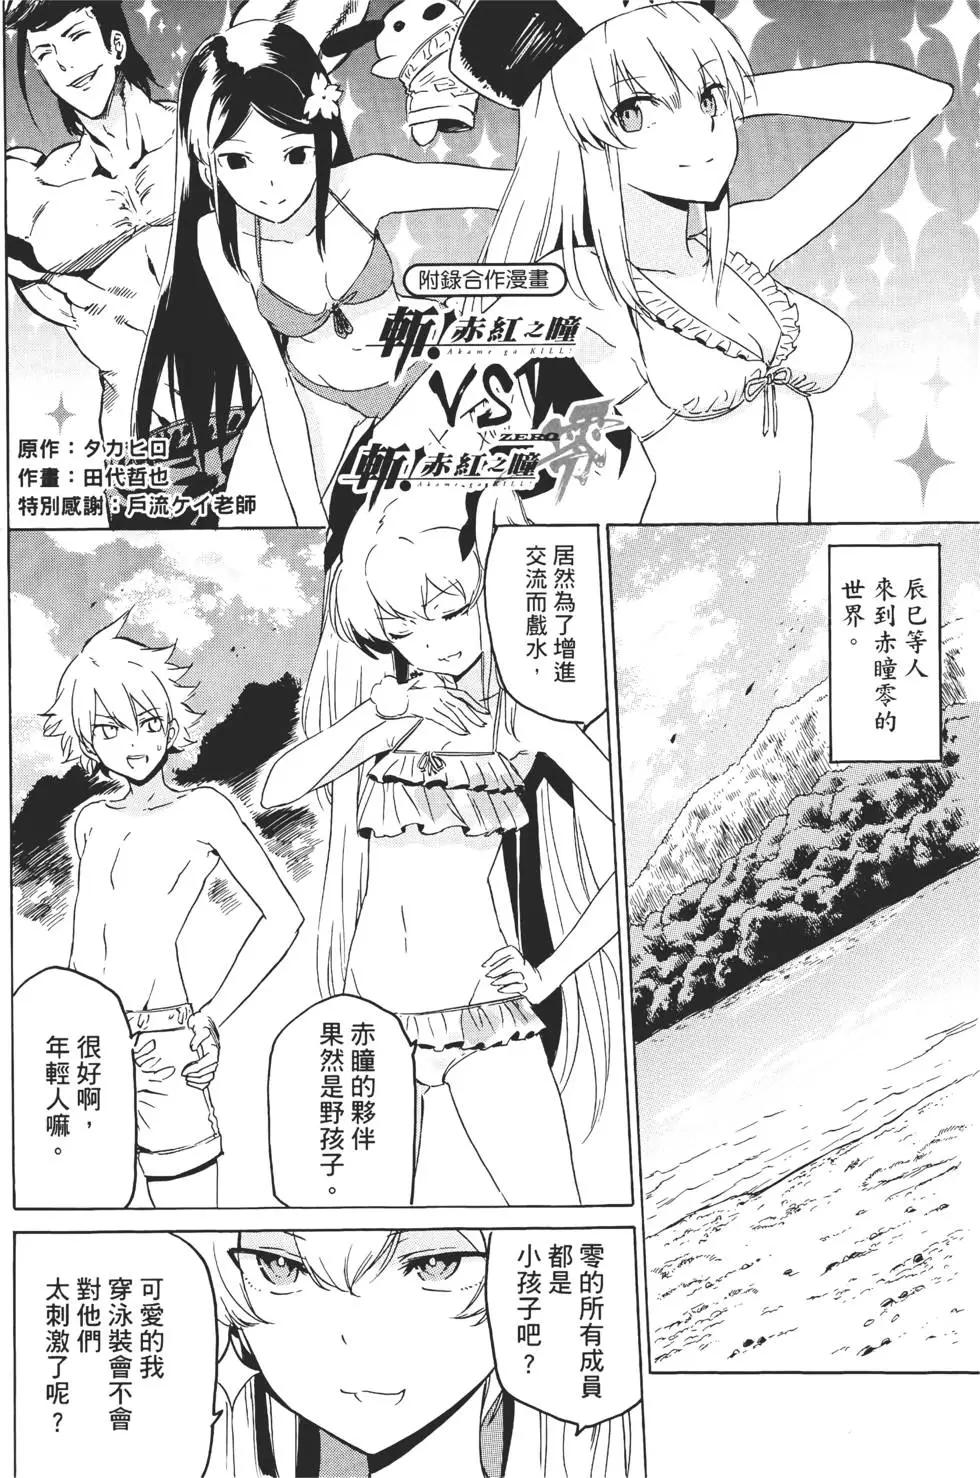 附錄合作漫畫
斬!赤紅之瞳
Akame ga KILL!
VS
斬!赤紅之瞳
Akame ga KILL!
ZERO
零
原作：タカヒロ
作畫：田代哲也
特別感謝：戶流ケイ老師
辰巳等人
來到赤瞳零的
世界。
居然為了增進
交流而戲水，
赤瞳的夥伴
果然是野孩子。
很好啊，
年輕人嘛。
零的所有成員
都是
小孩子吧？
可愛的我
穿泳裝會不會
對他們
太刺激了呢？